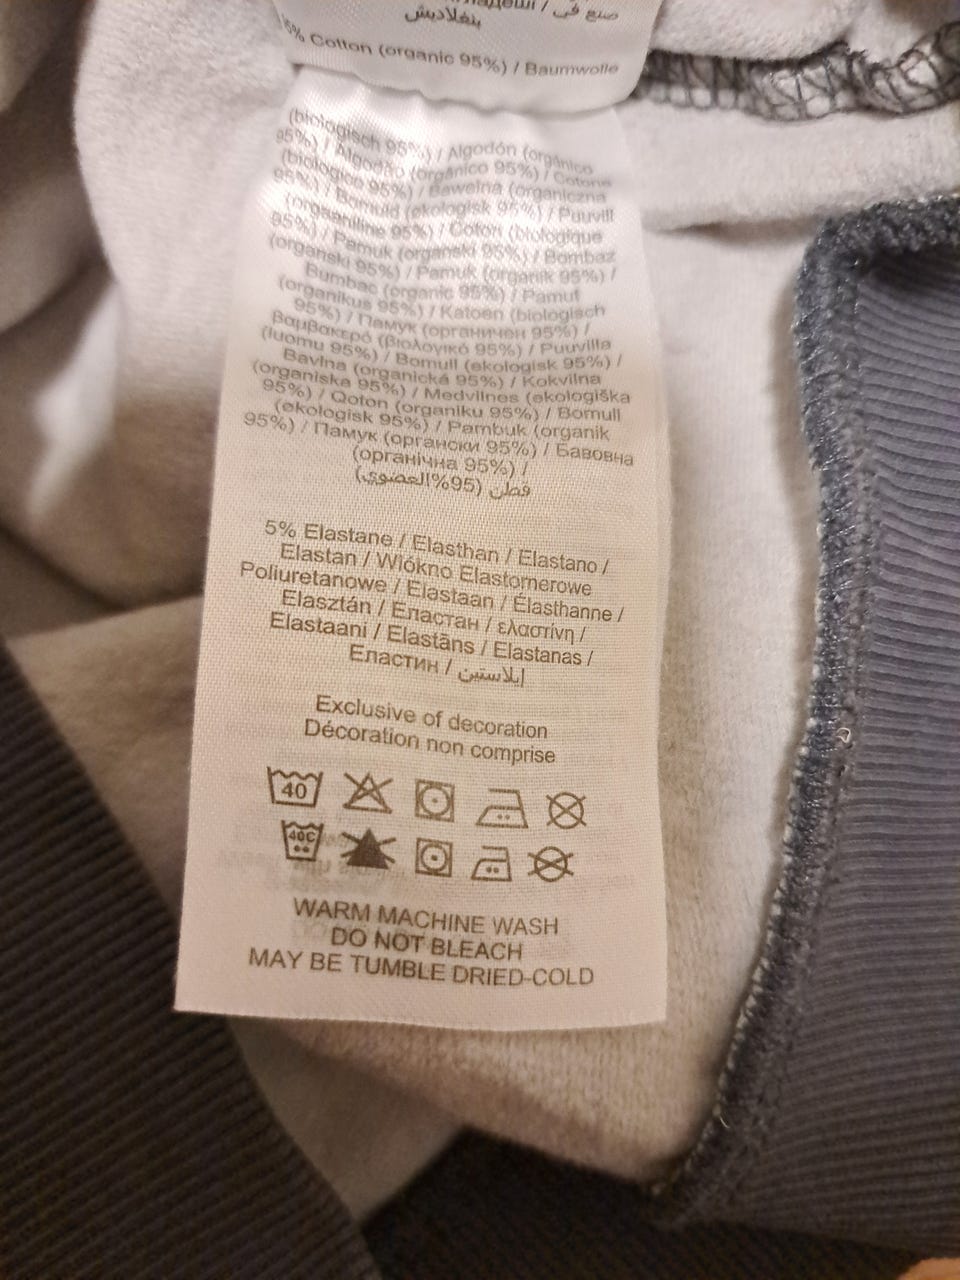 صنع في /
بنغلاديش
5% Cotton (organic 95%) / Baumwolle
(biologisch 95%) / Algodón (orgánico
95%) / Algodão (orgânico 95%) / Cotone
(biologico 95%) / Bawełna (organiczna
95%) / Bomuld (økologisk 95%) / Puuvill
(orgaaniline 95%) / Coton (biologique
95%) / Pamuk (organski 95%) / Bombaž
(organski 95%) / Pamuk (organik 95%) /
Bumbac (organic 95%) / Pamut
(organikus 95%) / Katoen (biologisch
95%) / Памук (органичен 95%) /
βαμβακερό (βιολογικό 95%) / Puuvilla
(luomu 95%) / Bomull (økologisk 95%) /
Bavlna (organická 95%) / Kokvilna
(organiska 95%) / Medvilnės (ekologiška
95%) / Qoton (organiku 95%) / Bomull
(økologisk 95%) / Pambuk (organik
95%) / Памук (органски 95%) / Бавовна
(органічна 95%) /
قطن (95%العضوي)
5% Elastane / Elasthan / Elastano /
Elastan / Włókno Elastomerowe
Poliuretanowe / Elastaan / Élasthanne /
Elasztán / Еластан / ελαστίνη /
Elastaani / Elastāns / Elastanas /
Еластин / إيلاستين
Exclusive of decoration
Décoration non comprise
40
40C
WARM MACHINE WASH
DO NOT BLEACH
MAY BE TUMBLE DRIED-COLD